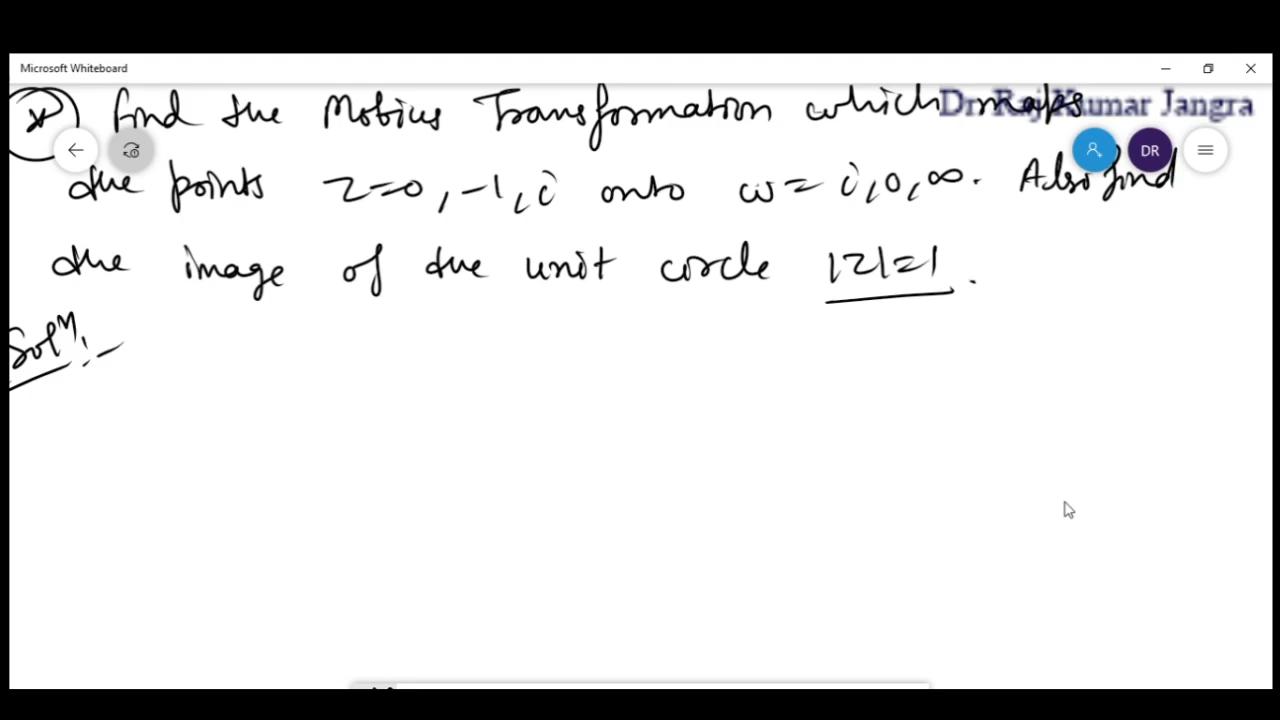 Microsoft Whiteboard
Dr. Raj Kumar Jangra
* find the Mobius Transformation which maps
DR
the points z=0, -1, i onto w= i, 0, ∞. Also find
the image of the unit circle |z|=1.
Solⁿ:-